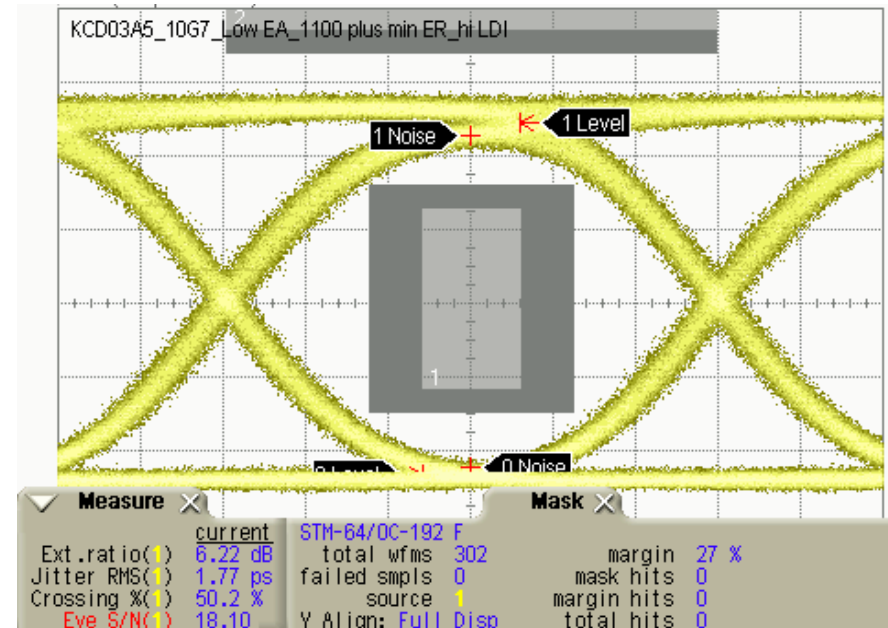 KCD03A5_10G7_Low EA_1100 plus min ER_hi LDI
2
1 Noise
1 Level
1
0 Noise
Measure
Mask
current
Ext.ratio(1) 6.22 dB
Jitter RMS(1) 1.77 ps
Crossing %(1) 50.2 %
Eye S/N(1) 18.10
STM-64/OC-192 F
total wfms 302
failed smpls 0
source 1
Y Align: Full Disp
margin 27 %
mask hits 0
margin hits 0
total hits 0